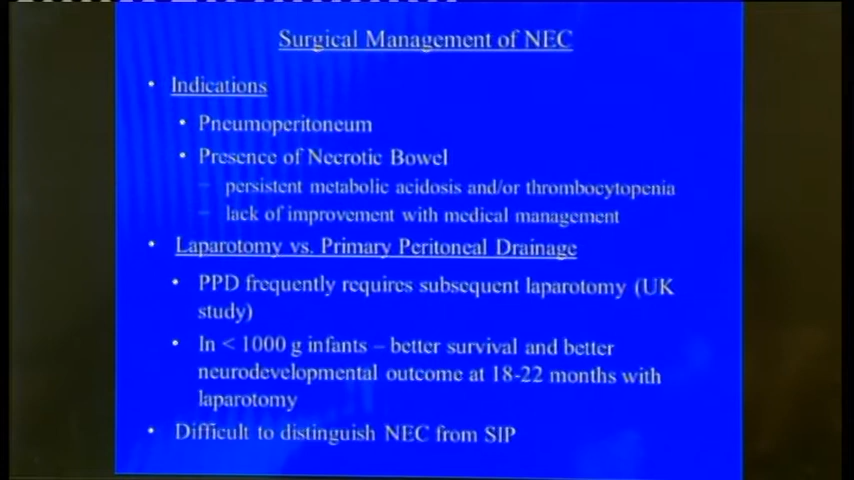 Surgical Management of NEC
• Indications
• Pneumoperitoneum
• Presence of Necrotic Bowel
– persistent metabolic acidosis and/or thrombocytopenia
– lack of improvement with medical management
• Laparotomy vs. Primary Peritoneal Drainage
• PPD frequently requires subsequent laparotomy (UK
study)
• In < 1000 g infants – better survival and better
neurodevelopmental outcome at 18-22 months with
laparotomy
• Difficult to distinguish NEC from SIP